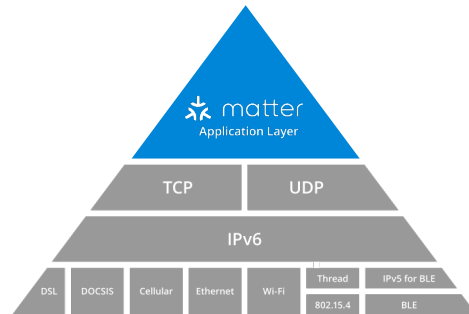 matter
Application Layer
TCP UDP
IPv6
DSL DOCSIS Cellular Ethernet Wi-Fi Thread IPv5 for BLE
802.15.4 BLE